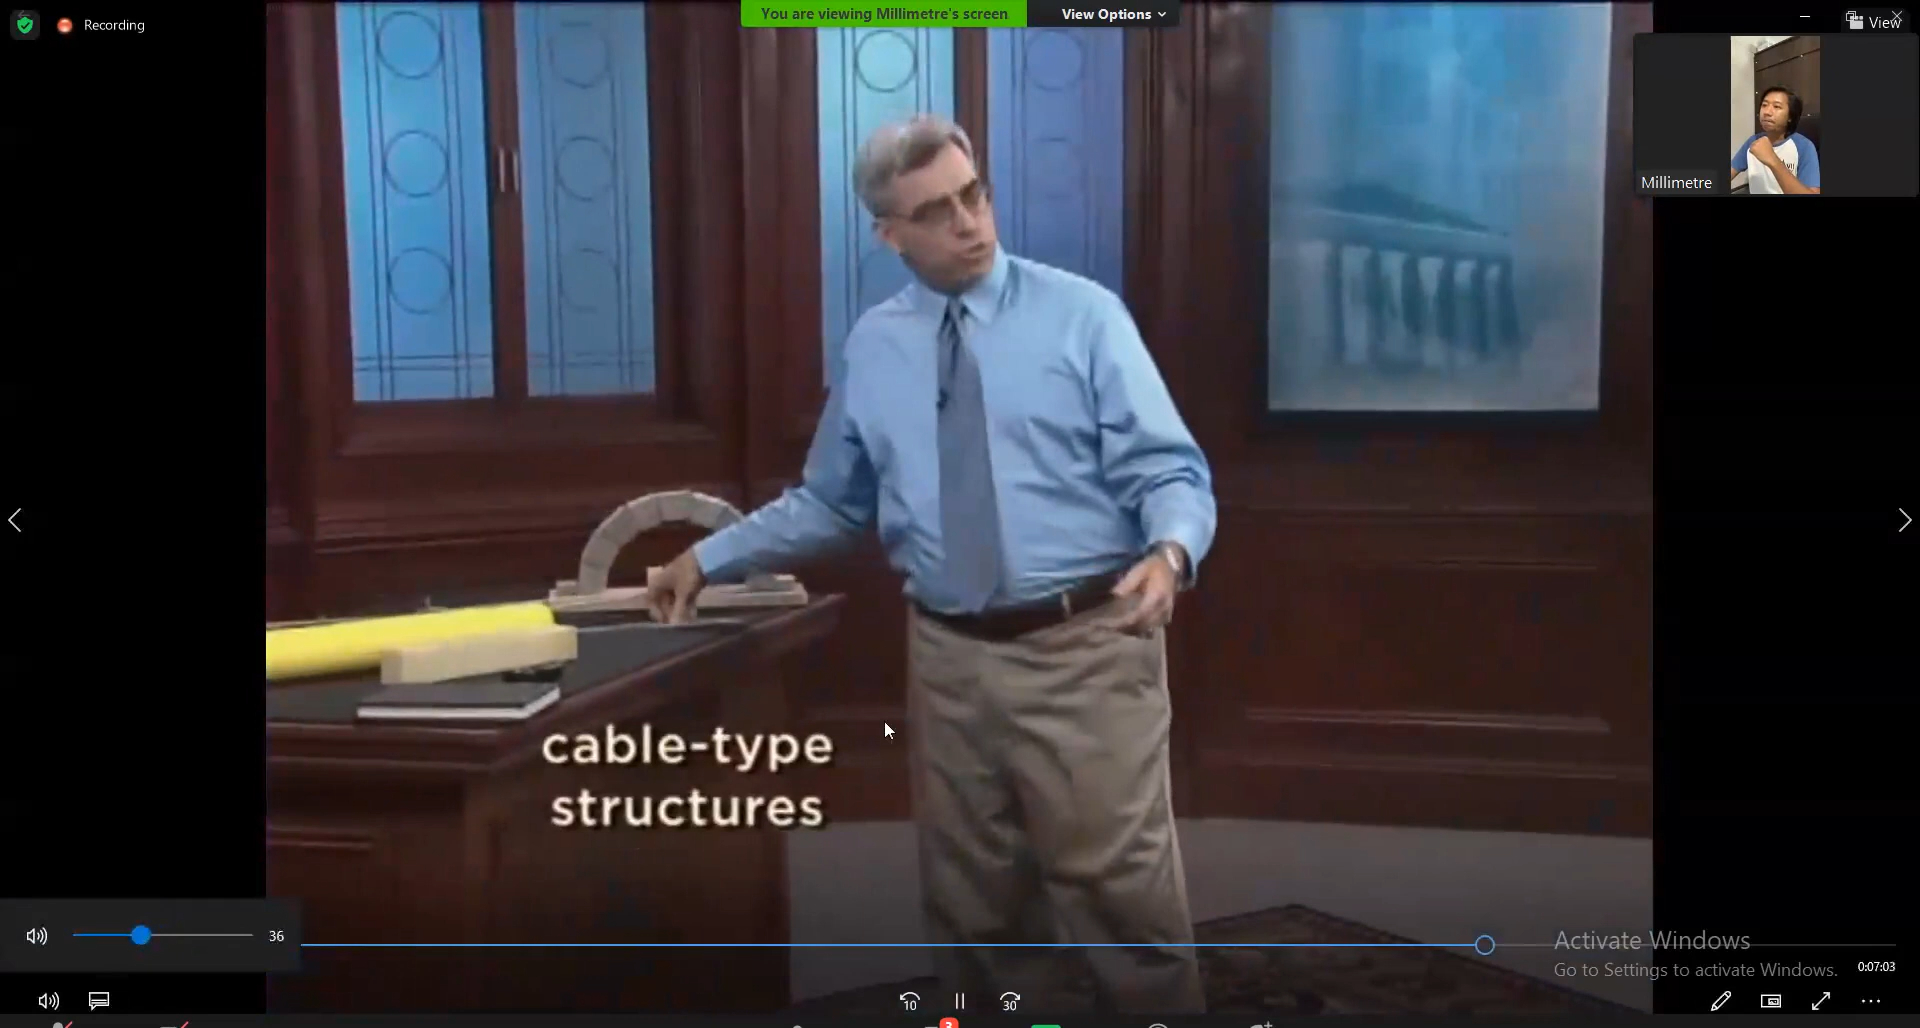 Recording
You are viewing Millimetre's screen
View Options
View
Millimetre
cable-type
structures
36
Activate Windows
Go to Settings to activate Windows.
0:07:03
10
30
3